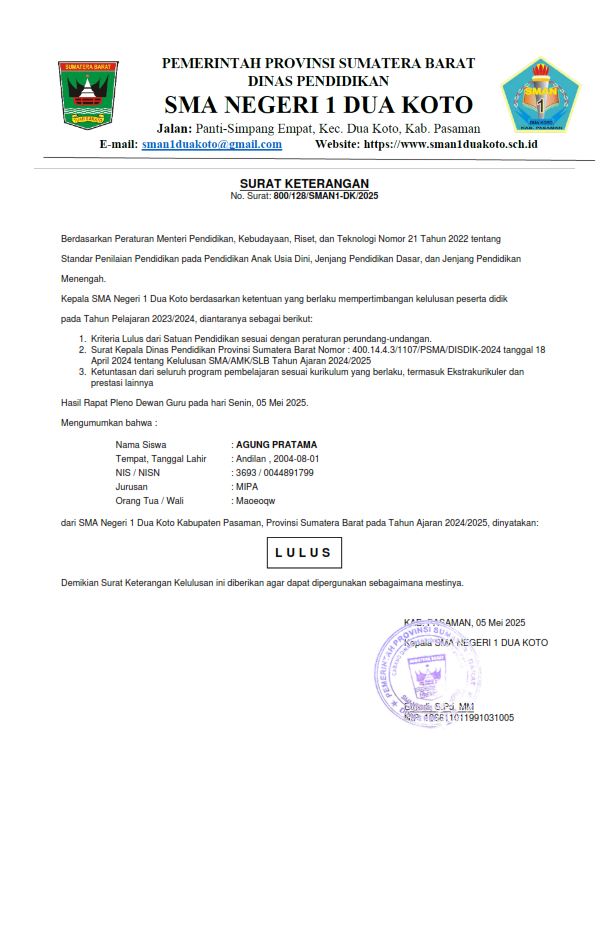 SUMATERA BARAT
PEMERINTAH PROVINSI SUMATERA BARAT
DINAS PENDIDIKAN
SMA NEGERI 1 DUA KOTO
Jalan: Panti-Simpang Empat, Kec. Dua Koto, Kab. Pasaman
E-mail: sman1duakoto@gmail.com Website: https://www.sman1duakoto.sch.id
SMAN
1
DUA KOTO
KAB. PASAMAN
SURAT KETERANGAN
No. Surat: 800/128/SMAN1-DK/2025
Berdasarkan Peraturan Menteri Pendidikan, Kebudayaan, Riset, dan Teknologi Nomor 21 Tahun 2022 tentang
Standar Penilaian Pendidikan pada Pendidikan Anak Usia Dini, Jenjang Pendidikan Dasar, dan Jenjang Pendidikan
Menengah.
Kepala SMA Negeri 1 Dua Koto berdasarkan ketentuan yang berlaku mempertimbangan kelulusan peserta didik
pada Tahun Pelajaran 2023/2024, diantaranya sebagai berikut:
1. Kriteria Lulus dari Satuan Pendidikan sesuai dengan peraturan perundang-undangan.
2. Surat Kepala Dinas Pendidikan Provinsi Sumatera Barat Nomor : 400.14.4.3/1107/PSMA/DISDIK-2024 tanggal 18
April 2024 tentang Kelulusan SMA/AMK/SLB Tahun Ajaran 2024/2025
3. Ketuntasan dari seluruh program pembelajaran sesuai kurikulum yang berlaku, termasuk Ekstrakurikuler dan
prestasi lainnya
Hasil Rapat Pleno Dewan Guru pada hari Senin, 05 Mei 2025.
Mengumumkan bahwa :
Nama Siswa : AGUNG PRATAMA
Tempat, Tanggal Lahir : Andilan , 2004-08-01
NIS / NISN : 3693 / 0044891799
Jurusan : MIPA
Orang Tua / Wali : Maoeoqw
dari SMA Negeri 1 Dua Koto Kabupaten Pasaman, Provinsi Sumatera Barat pada Tahun Ajaran 2024/2025, dinyatakan:
L U L U S
Demikian Surat Keterangan Kelulusan ini diberikan agar dapat dipergunakan sebagaimana mestinya.
KAB. PASAMAN, 05 Mei 2025
Kepala SMA NEGERI 1 DUA KOTO
PEMERINTAH PROVINSI
SUMATERA BARAT
S.Pd, MM
NIP. 196611011991031005